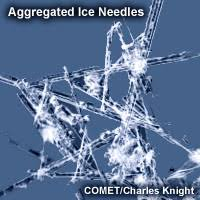 Aggregated Ice Needles
COMET/Charles Knight